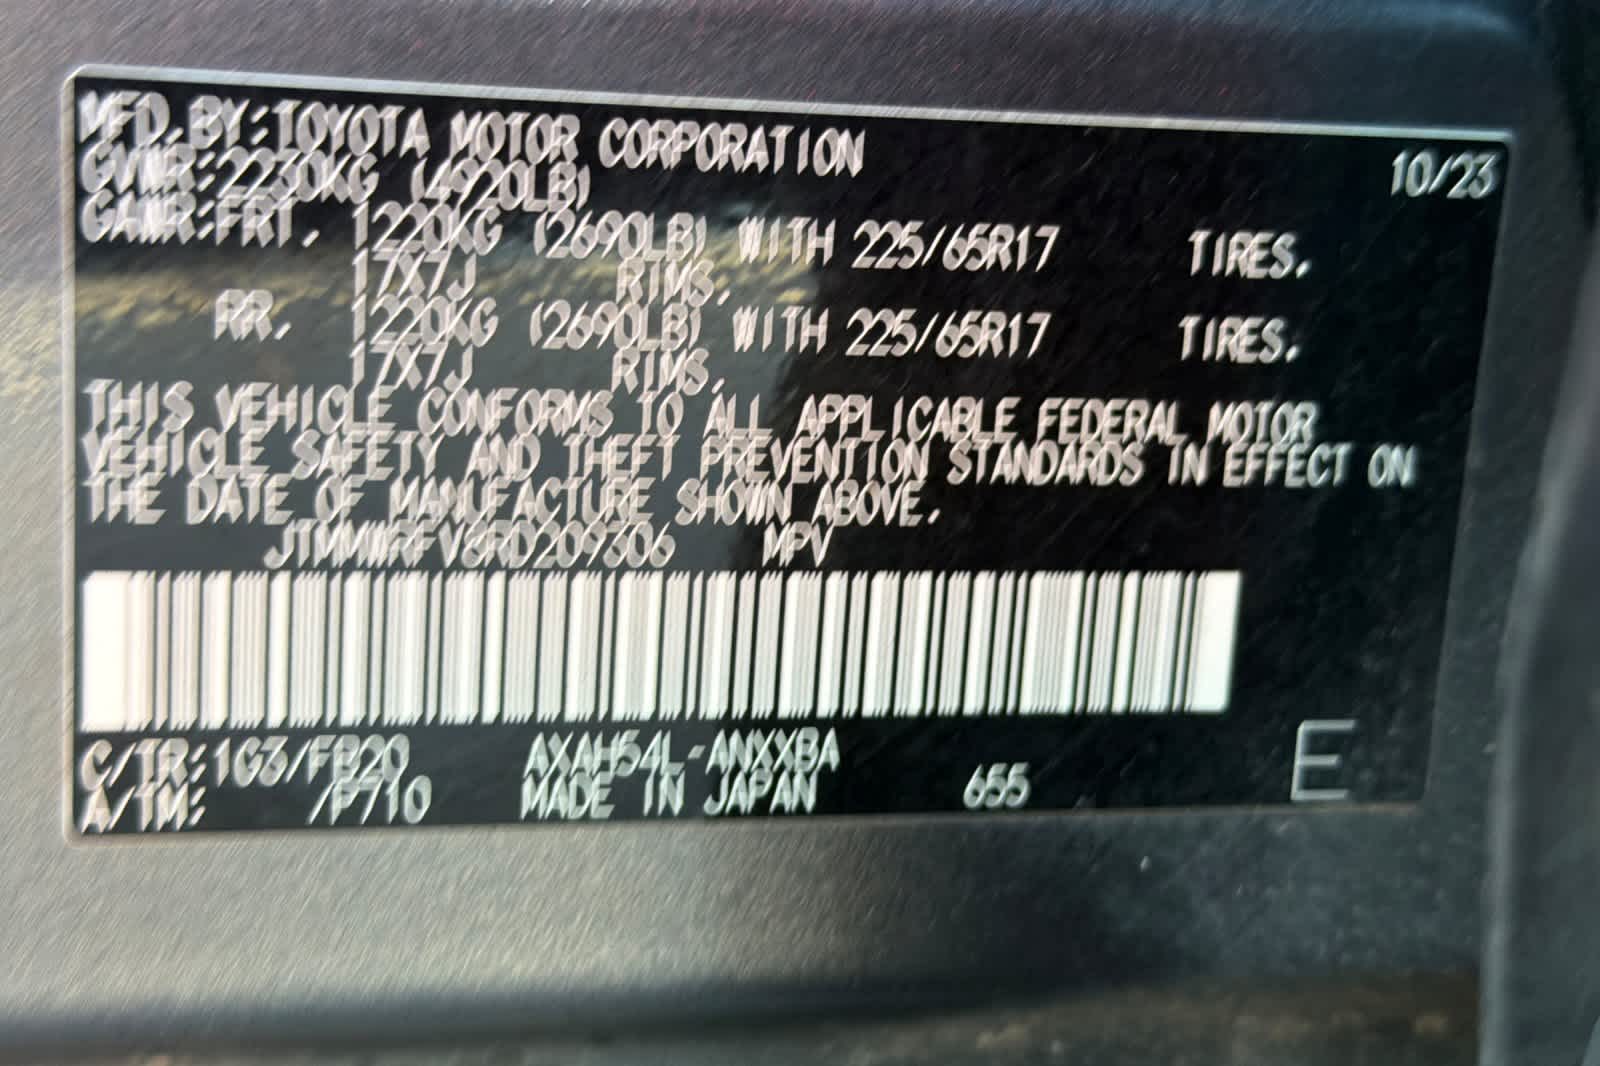 MFD.BY:TOYOTA MOTOR CORPORATION 10/23
GVWR:2230KG (4920LB)
GAWR:FRT. 1220KG (2690LB) WITH 225/65R17 TIRES.
17X7J RIMS.
RR. 1220KG (2690LB) WITH 225/65R17 TIRES.
17X7J RIMS.
THIS VEHICLE CONFORMS TO ALL APPLICABLE FEDERAL MOTOR
VEHICLE SAFETY AND THEFT PREVENTION STANDARDS IN EFFECT ON
THE DATE OF MANUFACTURE SHOWN ABOVE.
JTMMWRFV8RD209306 MPV
C/TR:1G3/FB20 AXAH54L-ANXXBA
A/TM: /P710 MADE IN JAPAN 655 E